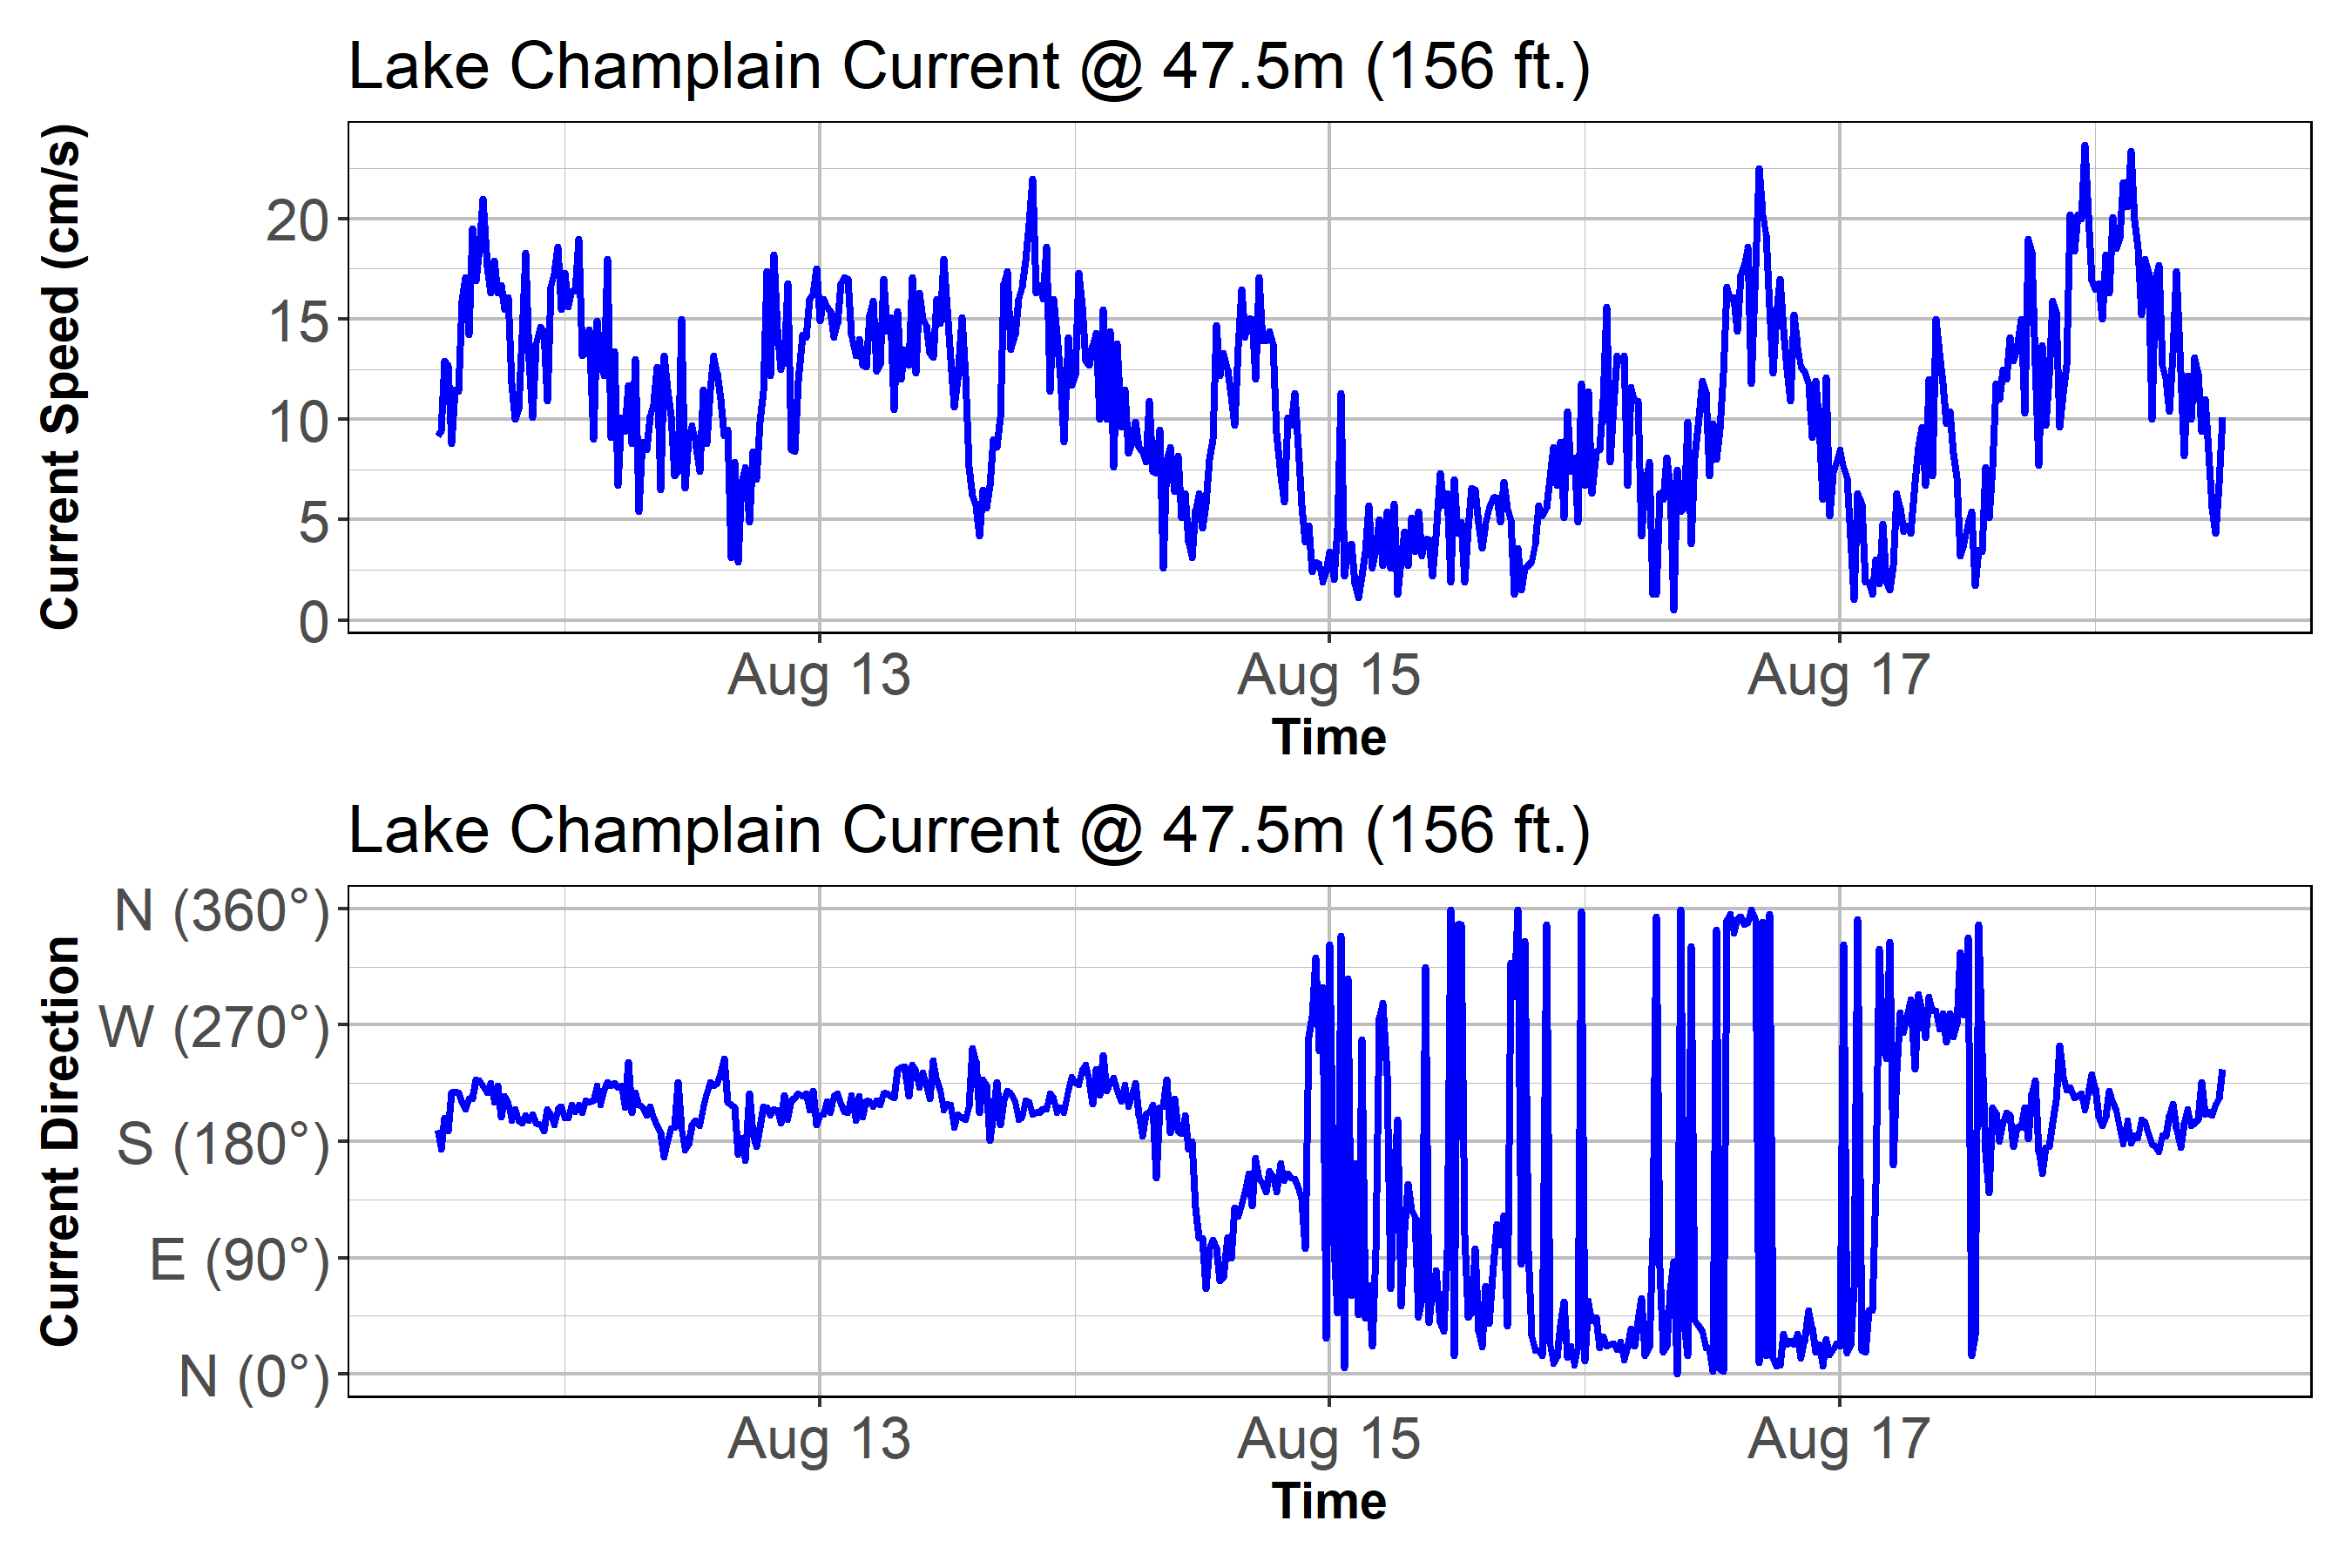 Lake Champlain Current @ 47.5m (156 ft.)
Current Speed (cm/s)
20
15
10
5
0
Aug 13 Aug 15 Aug 17
Time
Lake Champlain Current @ 47.5m (156 ft.)
Current Direction
N (360°)
W (270°)
S (180°)
E (90°)
N (0°)
Aug 13 Aug 15 Aug 17
Time